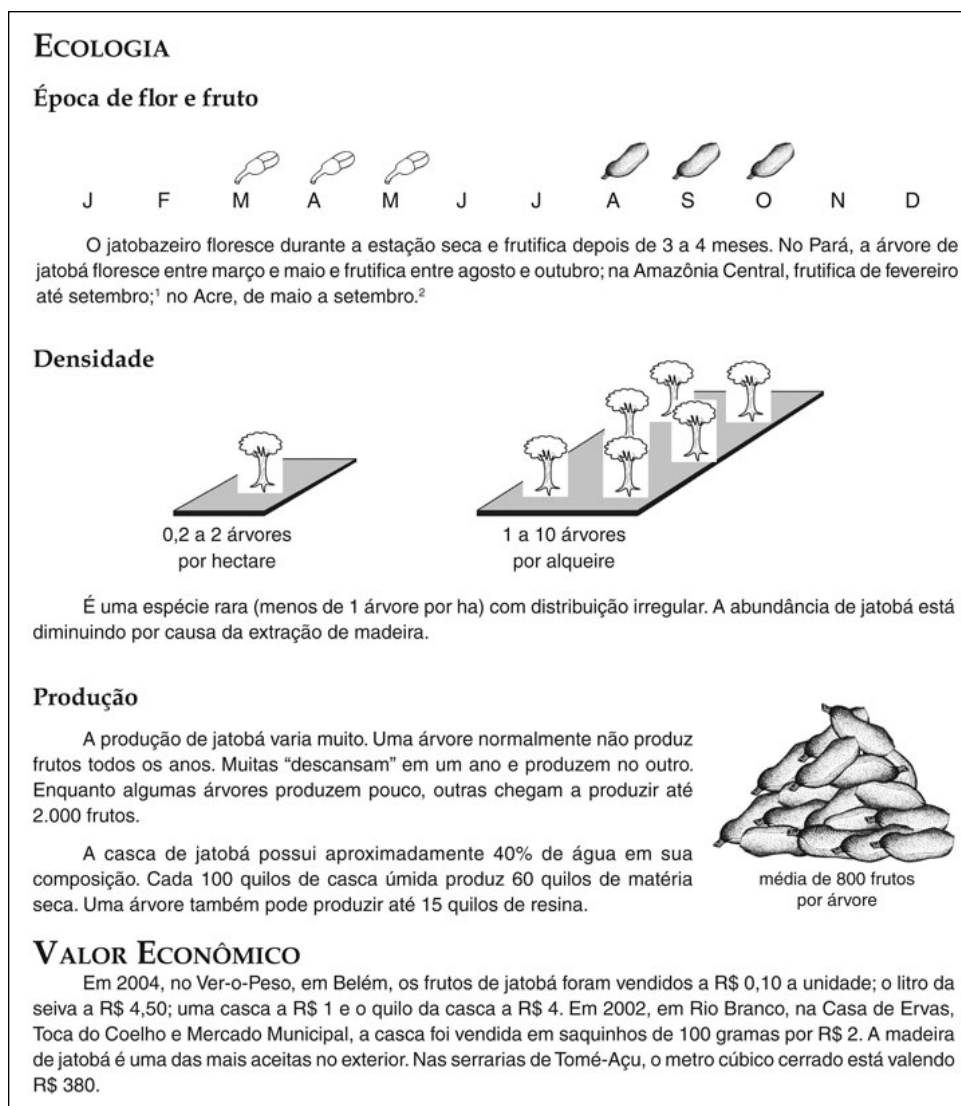 ECOLOGIA
Época de flor e fruto
J F M A M J J A S O N D
O jatobazeiro floresce durante a estação seca e frutifica depois de 3 a 4 meses. No Pará, a árvore de
jatobá floresce entre março e maio e frutifica entre agosto e outubro; na Amazônia Central, frutifica de fevereiro
até setembro;¹ no Acre, de maio a setembro.²
Densidade
0,2 a 2 árvores
por hectare
1 a 10 árvores
por alqueire
É uma espécie rara (menos de 1 árvore por ha) com distribuição irregular. A abundância de jatobá está
diminuindo por causa da extração de madeira.
Produção
A produção de jatobá varia muito. Uma árvore normalmente não produz
frutos todos os anos. Muitas “descansam” em um ano e produzem no outro.
Enquanto algumas árvores produzem pouco, outras chegam a produzir até
2.000 frutos.
A casca de jatobá possui aproximadamente 40% de água em sua
composição. Cada 100 quilos de casca úmida produz 60 quilos de matéria
seca. Uma árvore também pode produzir até 15 quilos de resina.
média de 800 frutos
por árvore
VALOR ECONÔMICO
Em 2004, no Ver-o-Peso, em Belém, os frutos de jatobá foram vendidos a R$ 0,10 a unidade; o litro da
seiva a R$ 4,50; uma casca a R$ 1 e o quilo da casca a R$ 4. Em 2002, em Rio Branco, na Casa de Ervas,
Toca do Coelho e Mercado Municipal, a casca foi vendida em saquinhos de 100 gramas por R$ 2. A madeira
de jatobá é uma das mais aceitas no exterior. Nas serrarias de Tomé-Açu, o metro cúbico cerrado está valendo
R$ 380.